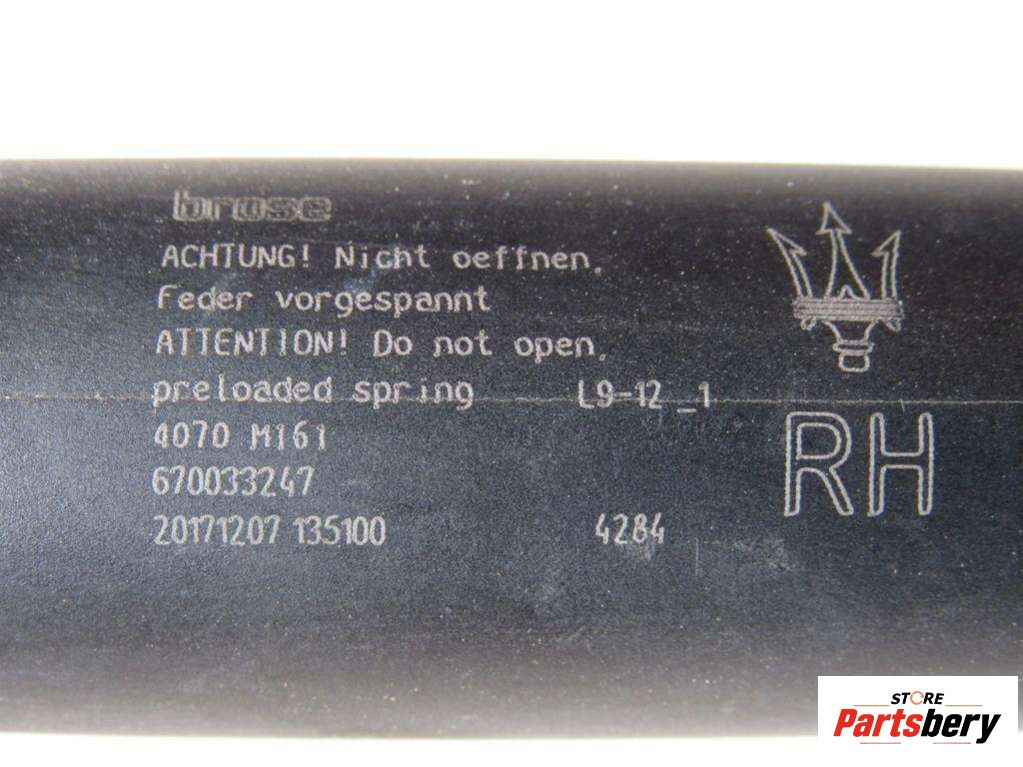 brose
ACHTUNG! Nicht oeffnen.
Feder vorgespannt
ATTENTION! Do not open.
preloaded spring L9-12_1
4070 M161
670033247
20171207 135100 4284
RH
STORE
Partsbery